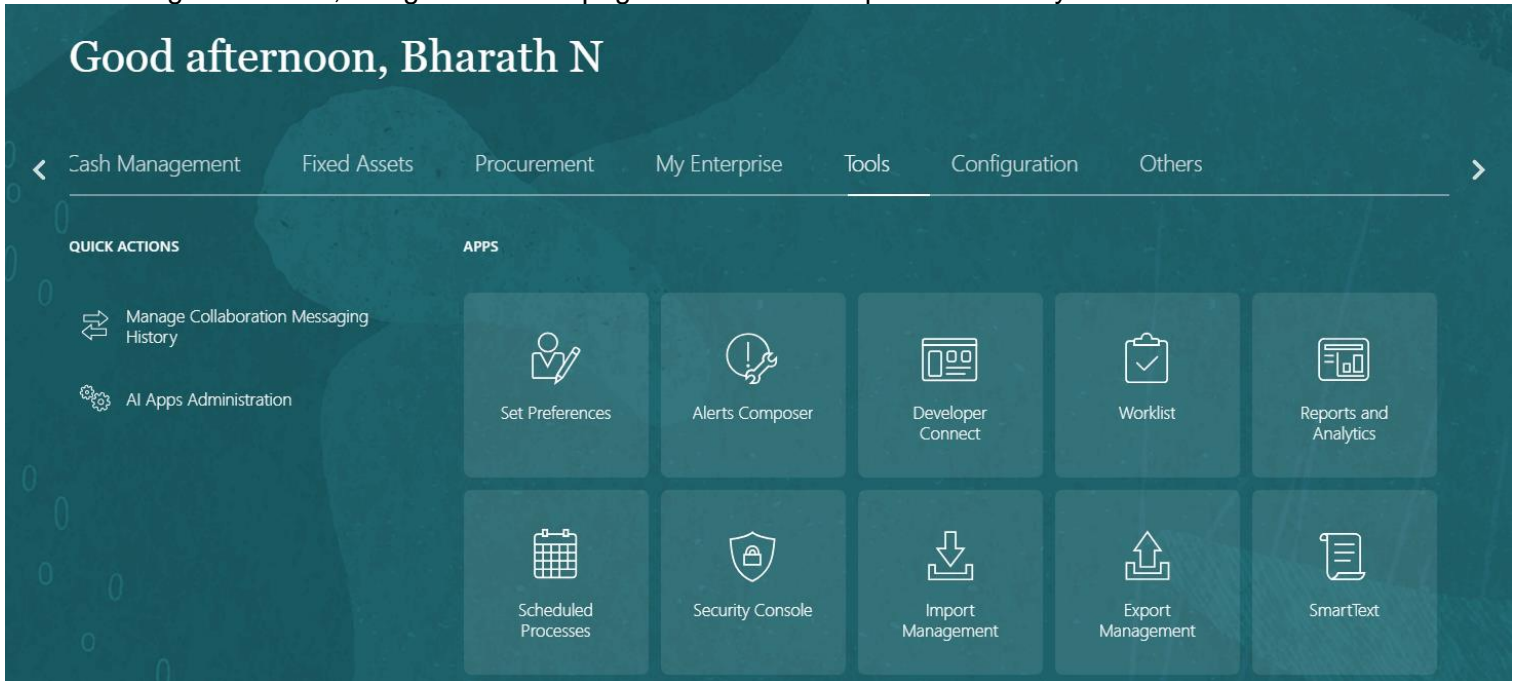 Good afternoon, Bharath N
Cash Management Fixed Assets Procurement My Enterprise Tools Configuration Others
QUICK ACTIONS
APPS
Manage Collaboration Messaging
History
AI Apps Administration
Set Preferences
Alerts Composer
Developer
Connect
Worklist
Reports and
Analytics
Scheduled
Processes
Security Console
Import
Management
Export
Management
SmartText